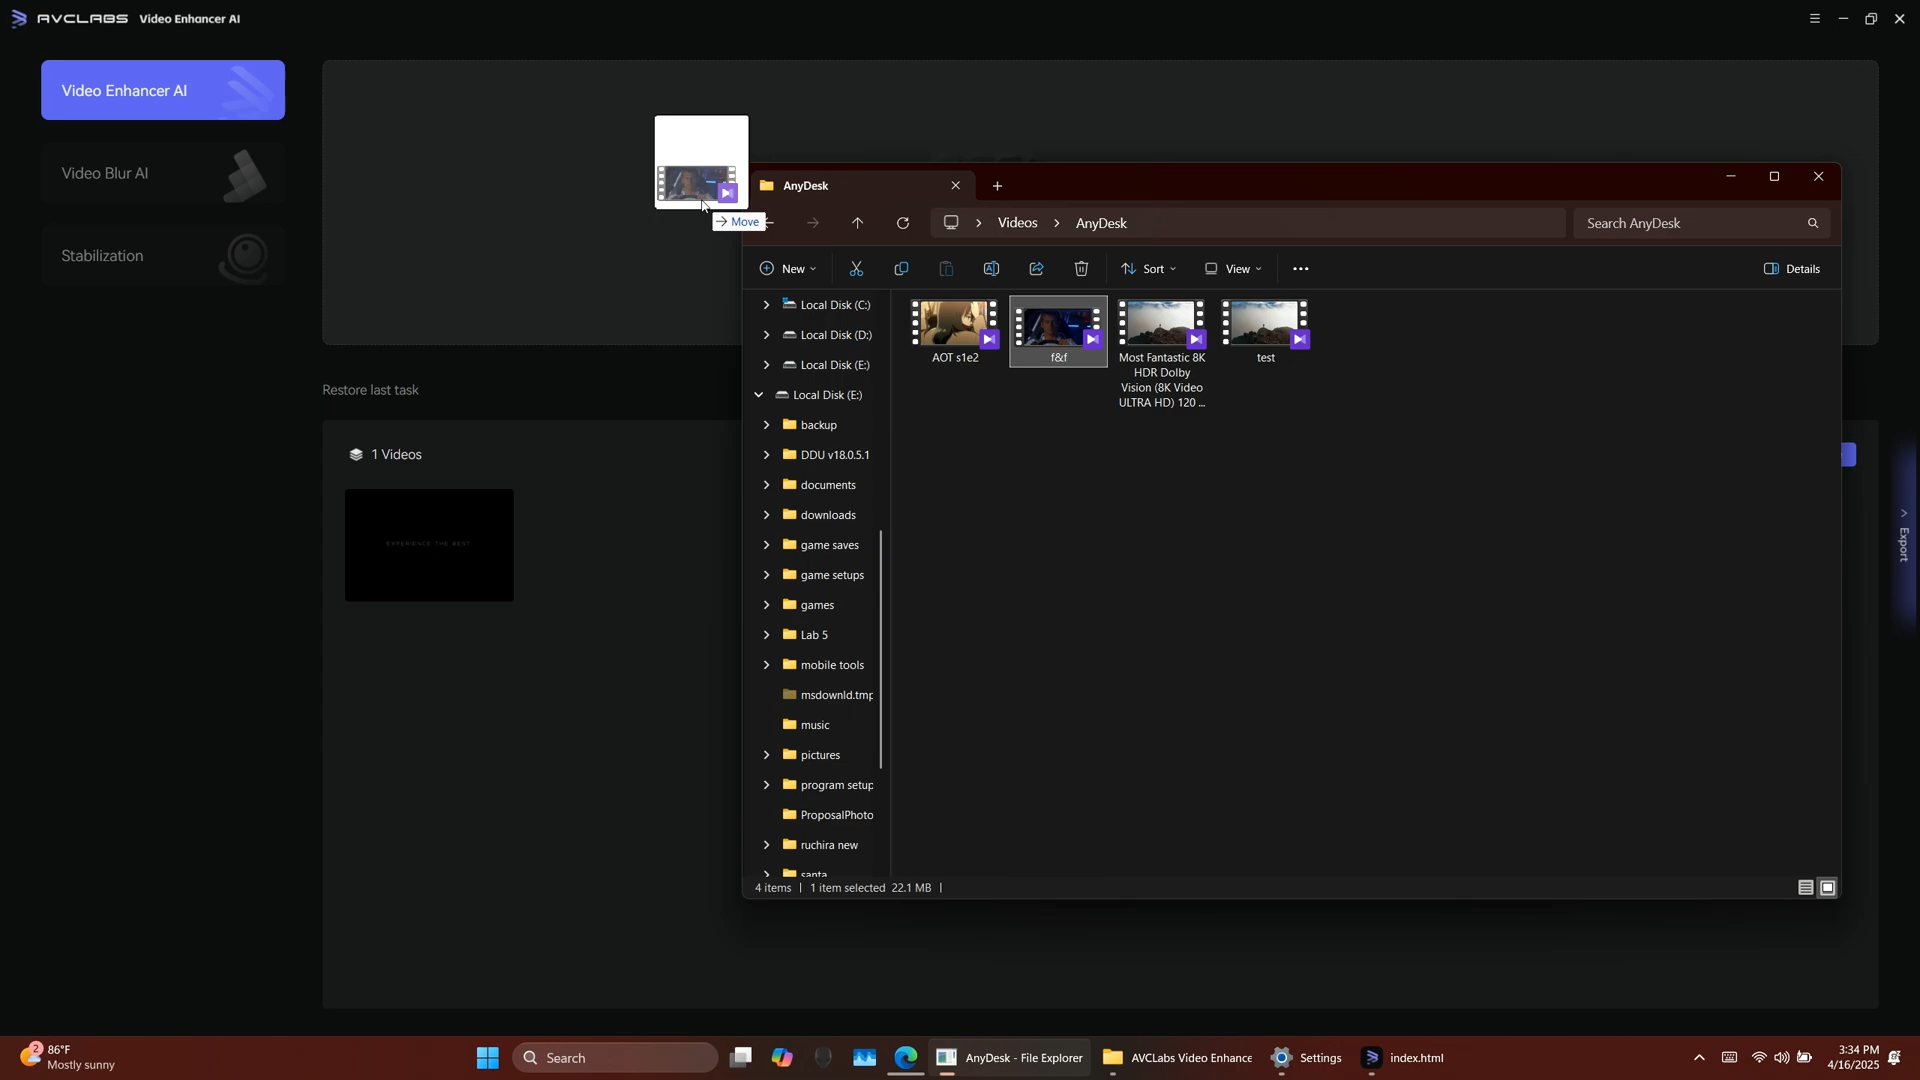 AVCLABS Video Enhancer AI
Video Enhancer AI
Video Blur AI
Stabilization
Restore last task
1 Videos
EXPERIENCE THE BEST
Export
Move
AnyDesk
Videos
AnyDesk
Search AnyDesk
New
Sort
View
Details
Local Disk (C:)
Local Disk (D:)
Local Disk (E:)
Local Disk (E:)
backup
DDU v18.0.5.1
documents
downloads
game saves
game setups
games
Lab 5
mobile tools
msdownld.tmp
music
pictures
program setup
ProposalPhoto
ruchira new
santa
AOT s1e2
f&f
Most Fantastic 8K
HDR Dolby
Vision (8K Video
ULTRA HD) 120 ...
test
4 items
1 item selected 22.1 MB
2
86°F
Mostly sunny
Search
AnyDesk - File Explorer
AVCLabs Video Enhance
Settings
index.html
3:34 PM
4/16/2025